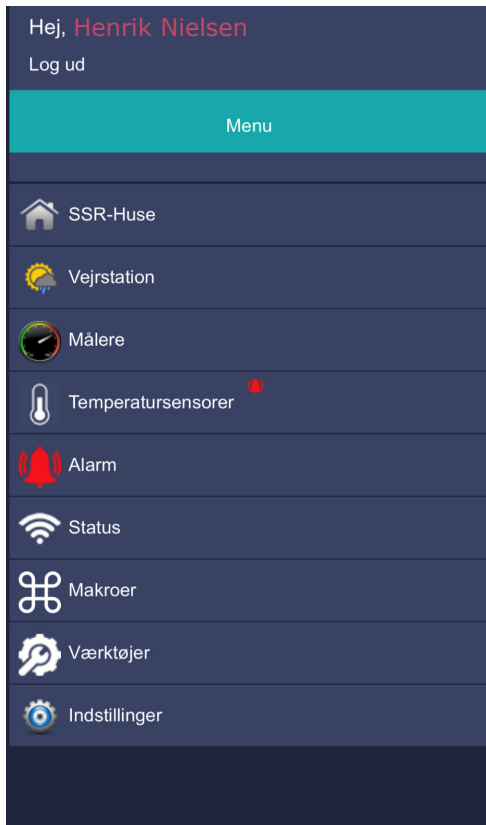 Hej, Henrik Nielsen
Log ud
Menu
SSR-Huse
Vejrstation
Målere
Temperatursensorer
Alarm
Status
Makroer
Værktøjer
Indstillinger